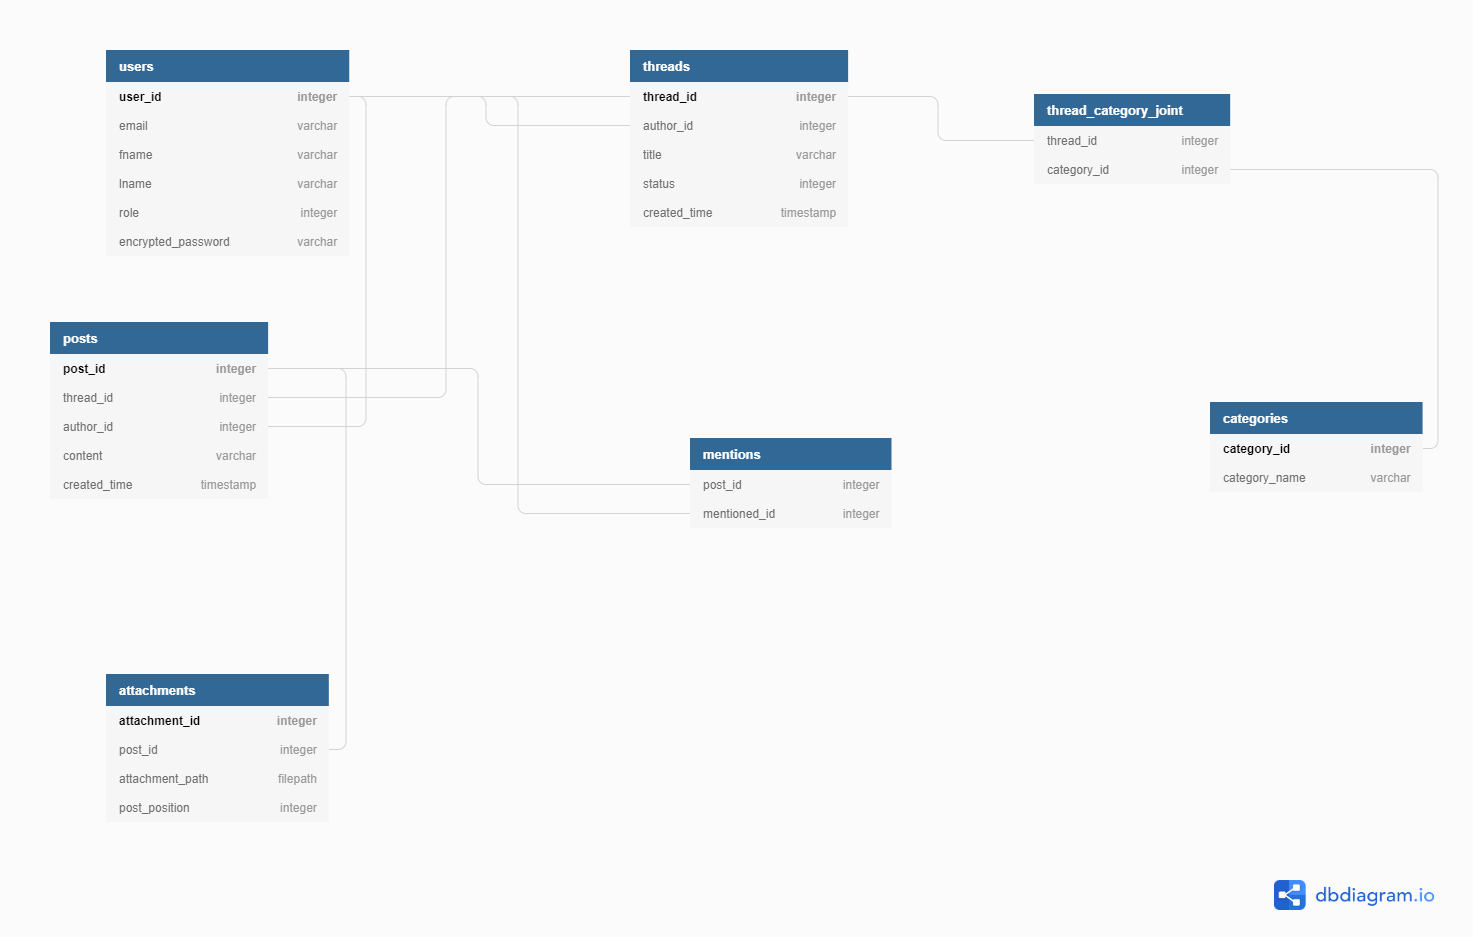 users
user_id integer
email varchar
fname varchar
lname varchar
role integer
encrypted_password varchar
threads
thread_id integer
author_id integer
title varchar
status integer
created_time timestamp
thread_category_joint
thread_id integer
category_id integer
posts
post_id integer
thread_id integer
author_id integer
content varchar
created_time timestamp
mentions
post_id integer
mentioned_id integer
categories
category_id integer
category_name varchar
attachments
attachment_id integer
post_id integer
attachment_path filepath
post_position integer
dbdiagram.io